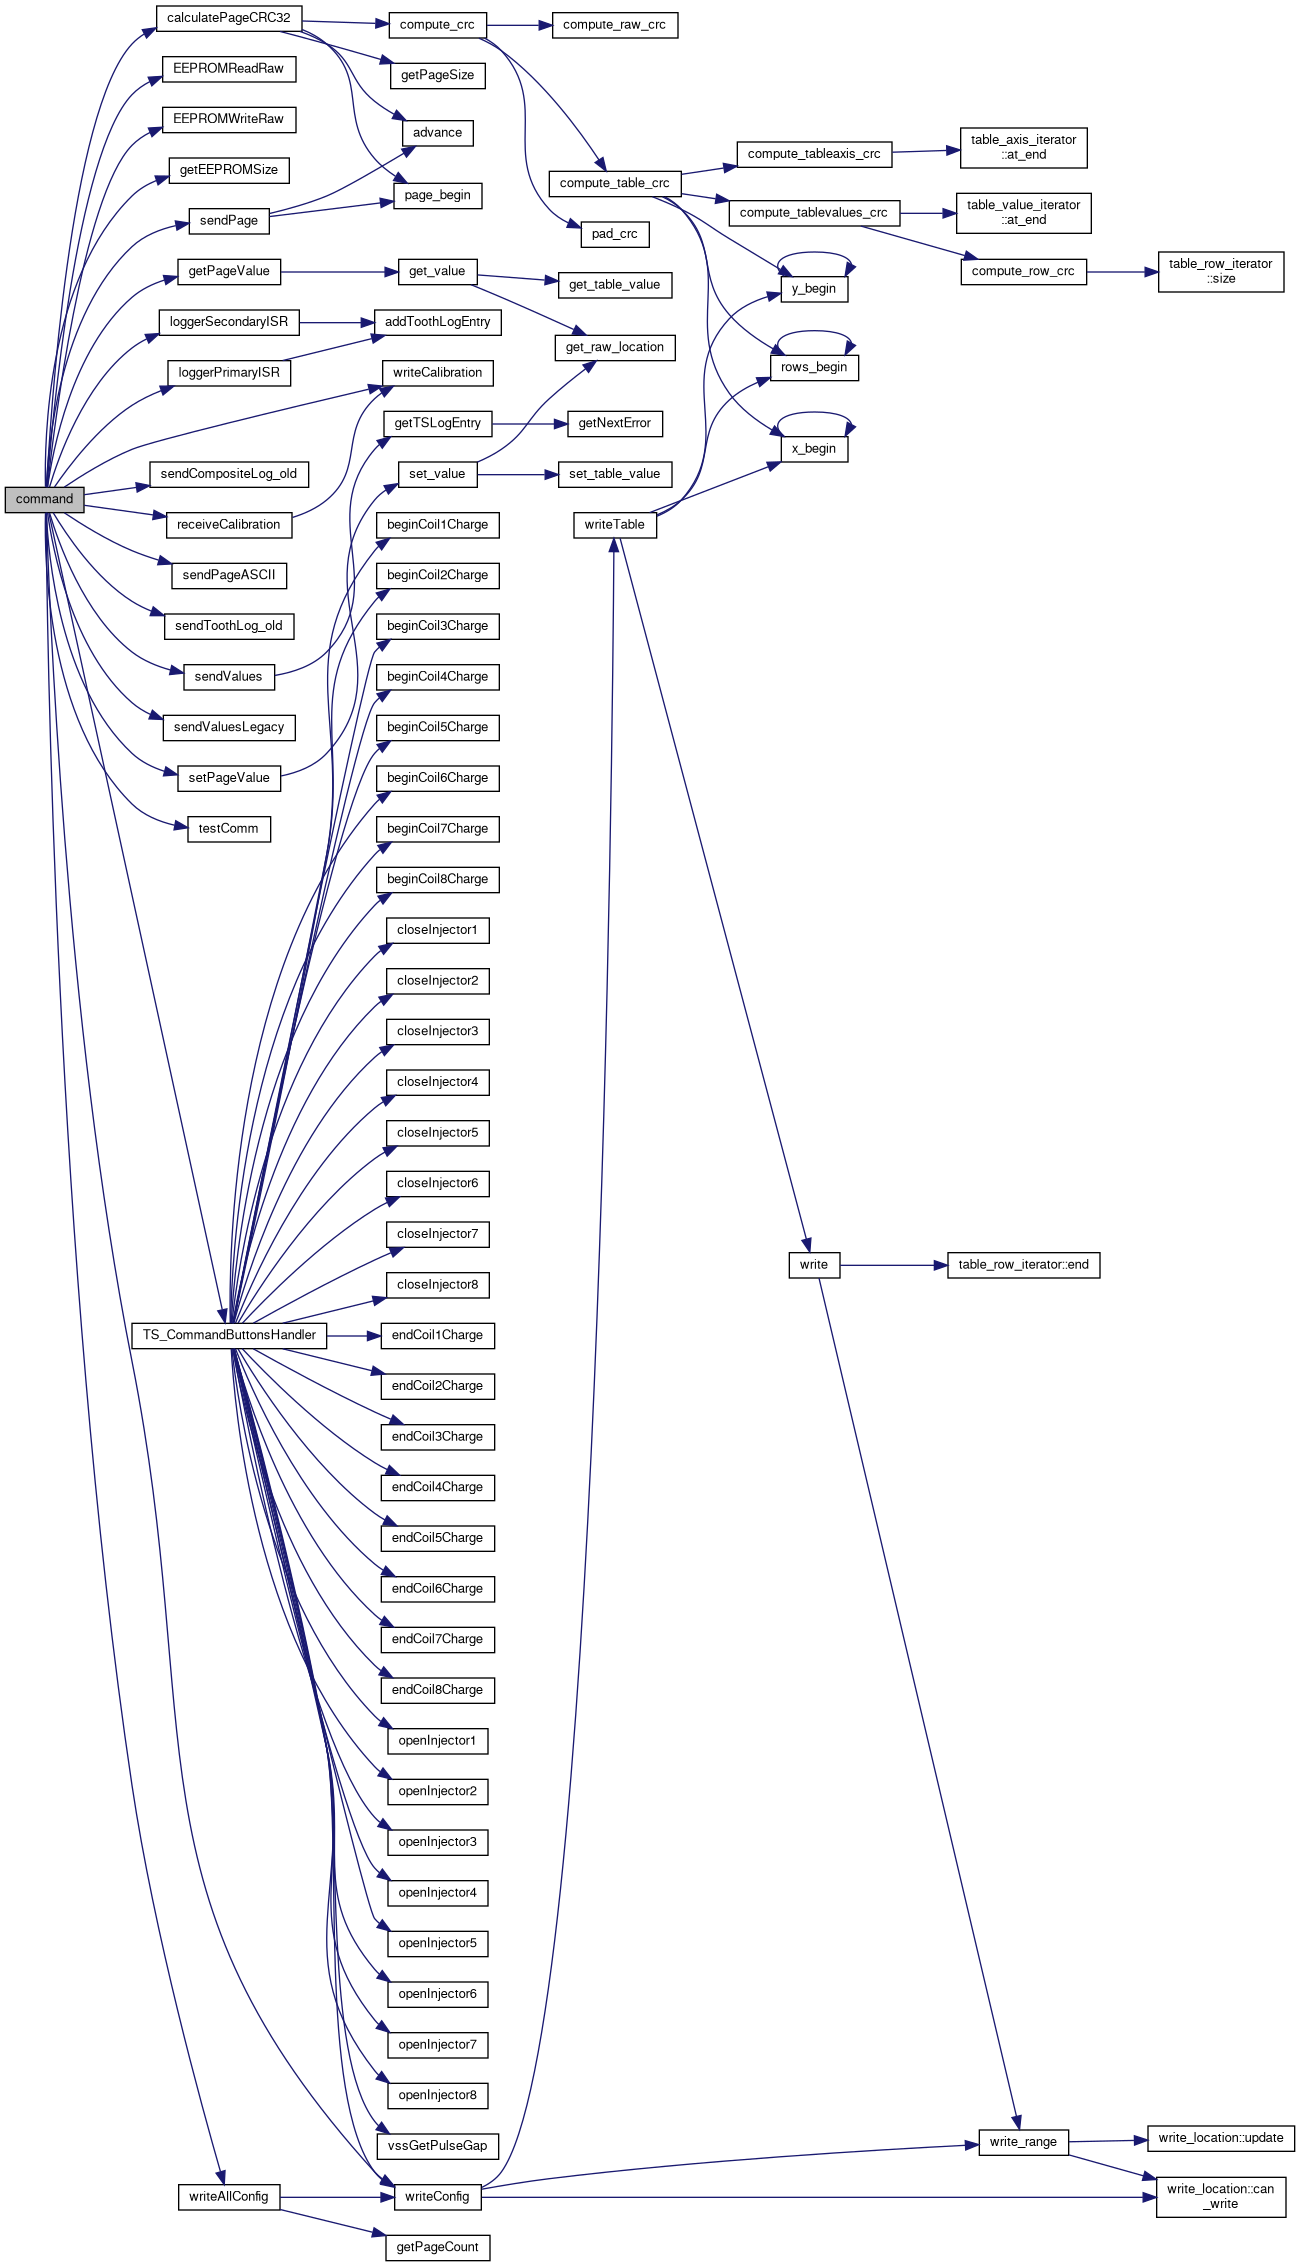 command
calculatePageCRC32
EEPROMReadRaw
EEPROMWriteRaw
getEEPROMSize
sendPage
getPageValue
loggerSecondaryISR
loggerPrimaryISR
sendCompositeLog_old
receiveCalibration
sendPageASCII
sendToothLog_old
sendValues
sendValuesLegacy
setPageValue
testComm
TS_CommandButtonsHandler
writeAllConfig
compute_crc
getPageSize
advance
page_begin
get_value
addToothLogEntry
writeCalibration
getTSLogEntry
set_value
beginCoil1Charge
beginCoil2Charge
beginCoil3Charge
beginCoil4Charge
beginCoil5Charge
beginCoil6Charge
beginCoil7Charge
beginCoil8Charge
closeInjector1
closeInjector2
closeInjector3
closeInjector4
closeInjector5
closeInjector6
closeInjector7
closeInjector8
endCoil1Charge
endCoil2Charge
endCoil3Charge
endCoil4Charge
endCoil5Charge
endCoil6Charge
endCoil7Charge
endCoil8Charge
openInjector1
openInjector2
openInjector3
openInjector4
openInjector5
openInjector6
openInjector7
openInjector8
vssGetPulseGap
writeConfig
getPageCount
compute_raw_crc
compute_table_crc
pad_crc
get_table_value
get_raw_location
getNextError
set_table_value
writeTable
compute_tableaxis_crc
compute_tablevalues_crc
y_begin
rows_begin
x_begin
write
table_axis_iterator
::at_end
table_value_iterator
::at_end
compute_row_crc
table_row_iterator::end
write_range
table_row_iterator
::size
write_location::update
write_location::can
_write